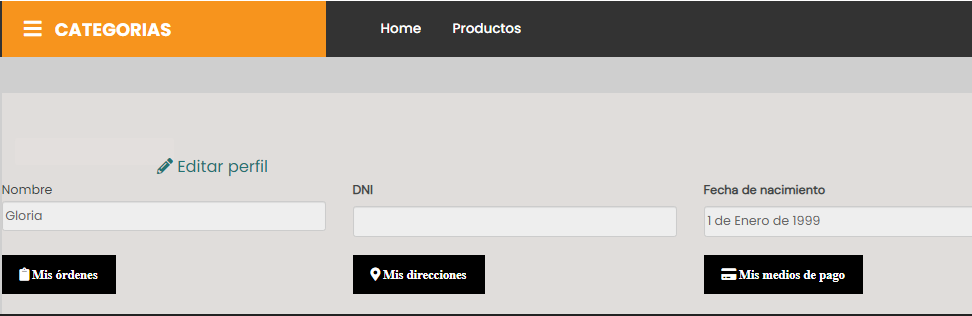 CATEGORIAS Home Productos
Editar perfil
Nombre DNI Fecha de nacimiento
Gloria 1 de Enero de 1999
Mis órdenes Mis direcciones Mis medios de pago